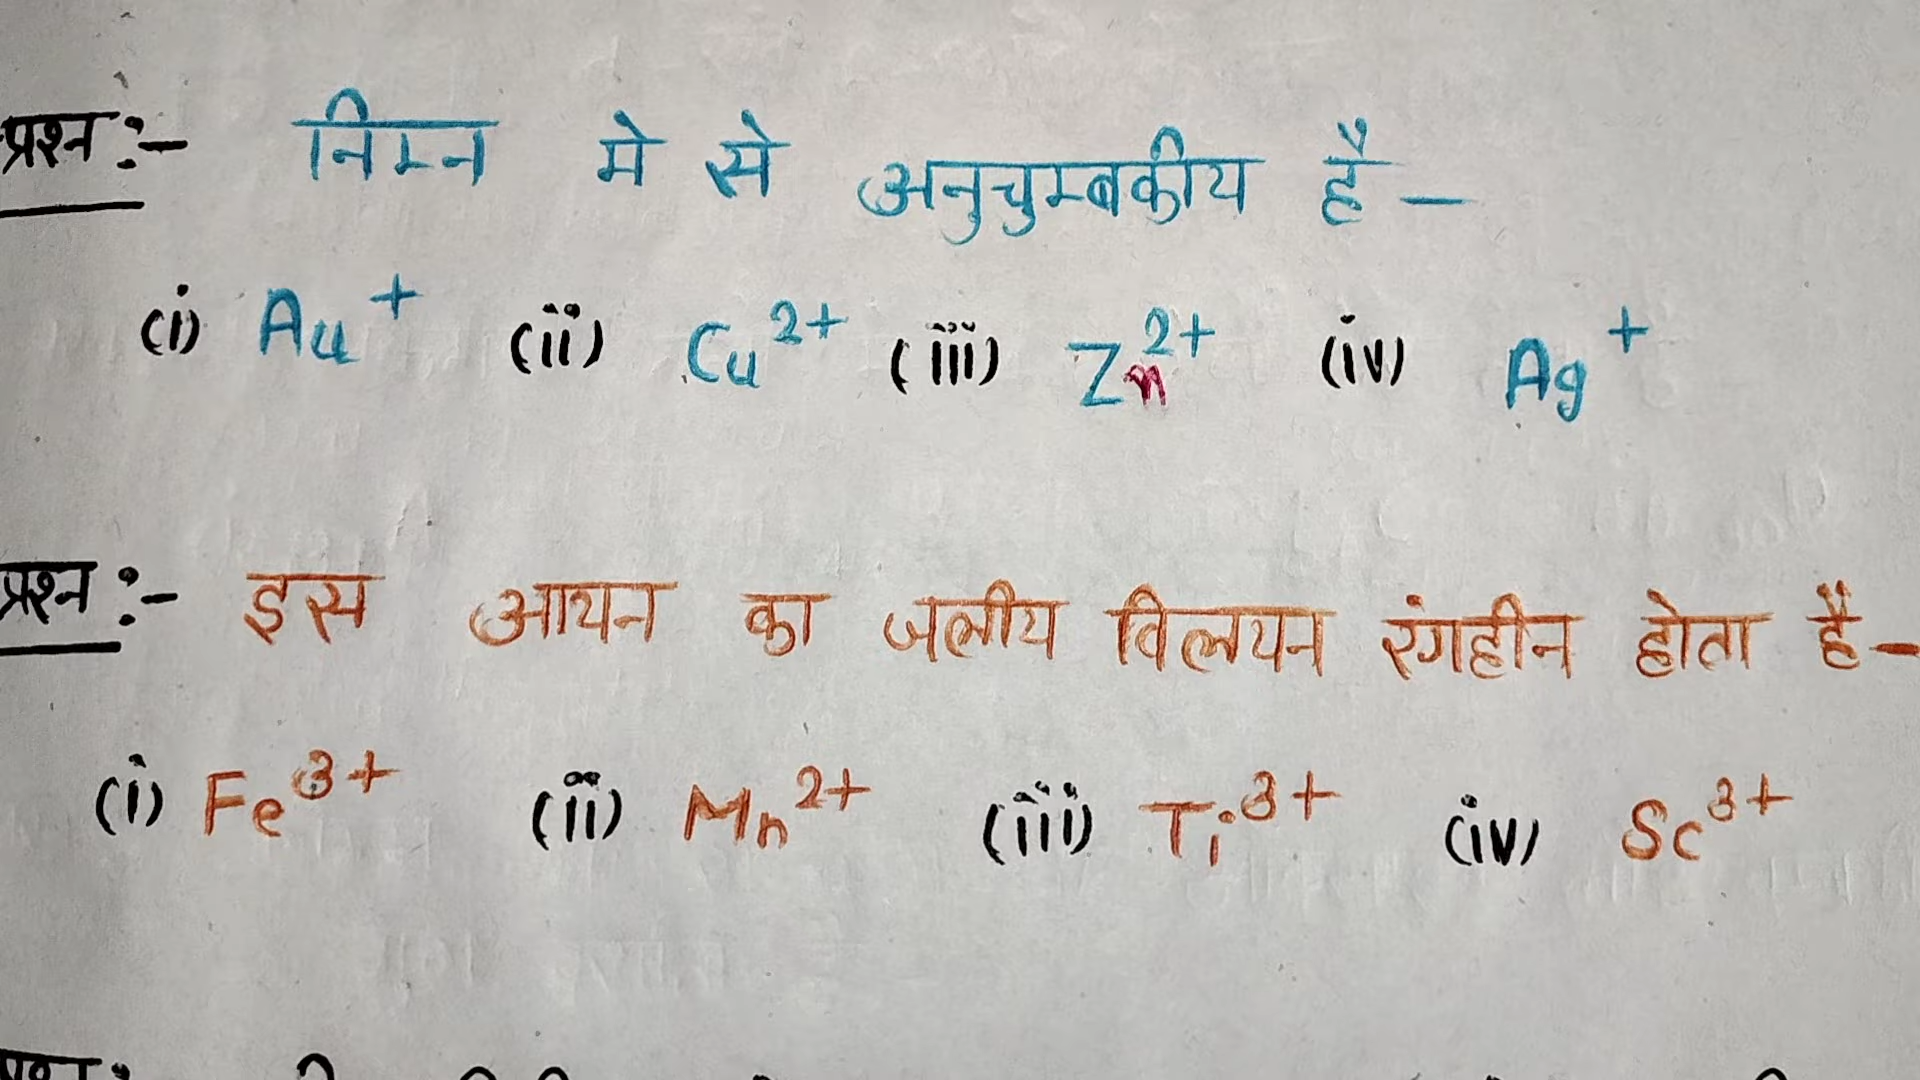 प्रश्न :- निम्न मे से अनुचुम्बकीय है -
(i) Au⁺ (ii) Cu²⁺ (iii) Zn²⁺ (iv) Ag⁺
प्रश्न :- इस आयन का जलीय विलयन रंगहीन होता है -
(i) Fe³⁺ (ii) Mn²⁺ (iii) Ti³⁺ (iv) Sc³⁺